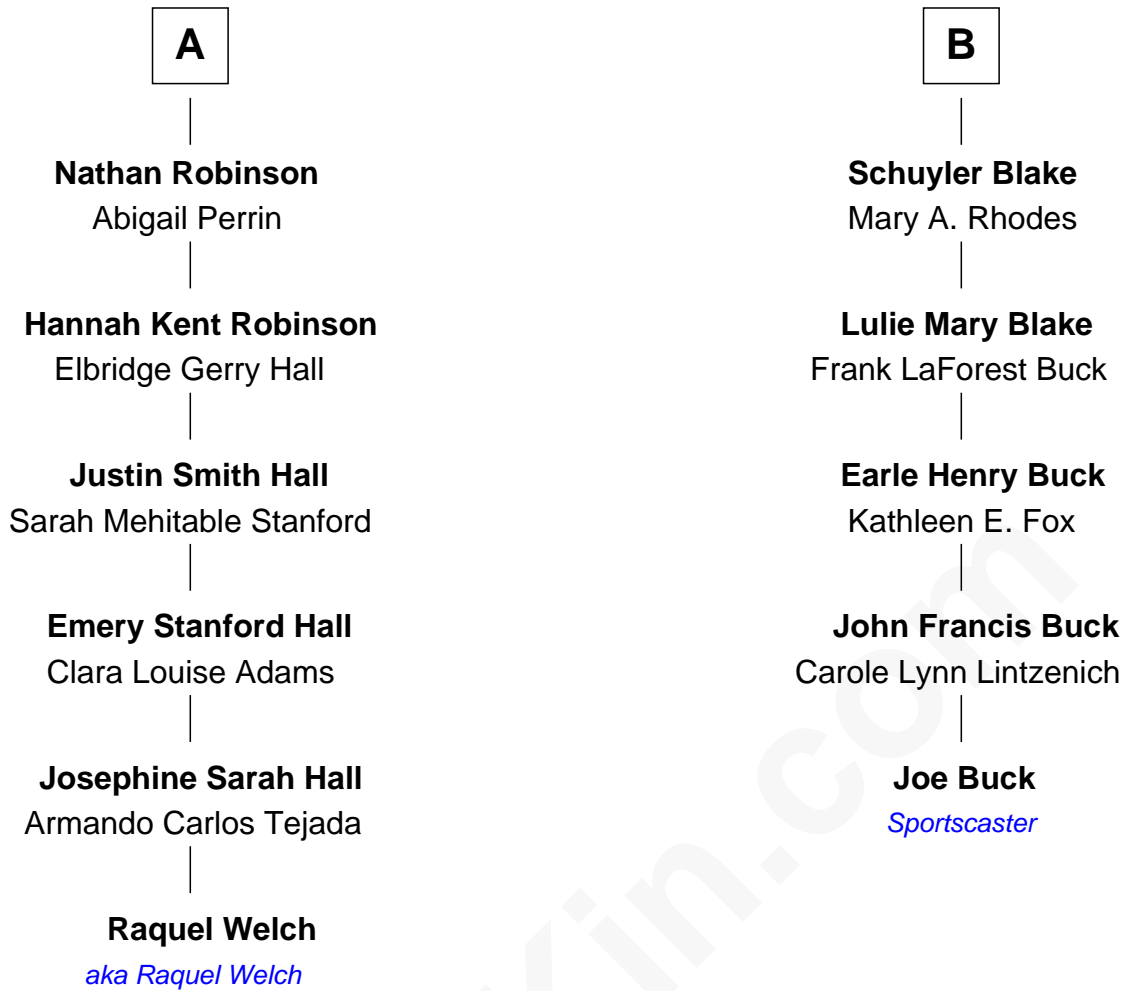 A
Nathan Robinson
Abigail Perrin
Hannah Kent Robinson
Elbridge Gerry Hall
Justin Smith Hall
Sarah Mehitable Stanford
Emery Stanford Hall
Clara Louise Adams
Josephine Sarah Hall
Armando Carlos Tejada
Raquel Welch
aka Raquel Welch
B
Schuyler Blake
Mary A. Rhodes
Lulie Mary Blake
Frank LaForest Buck
Earle Henry Buck
Kathleen E. Fox
John Francis Buck
Carole Lynn Lintzenich
Joe Buck
Sportscaster